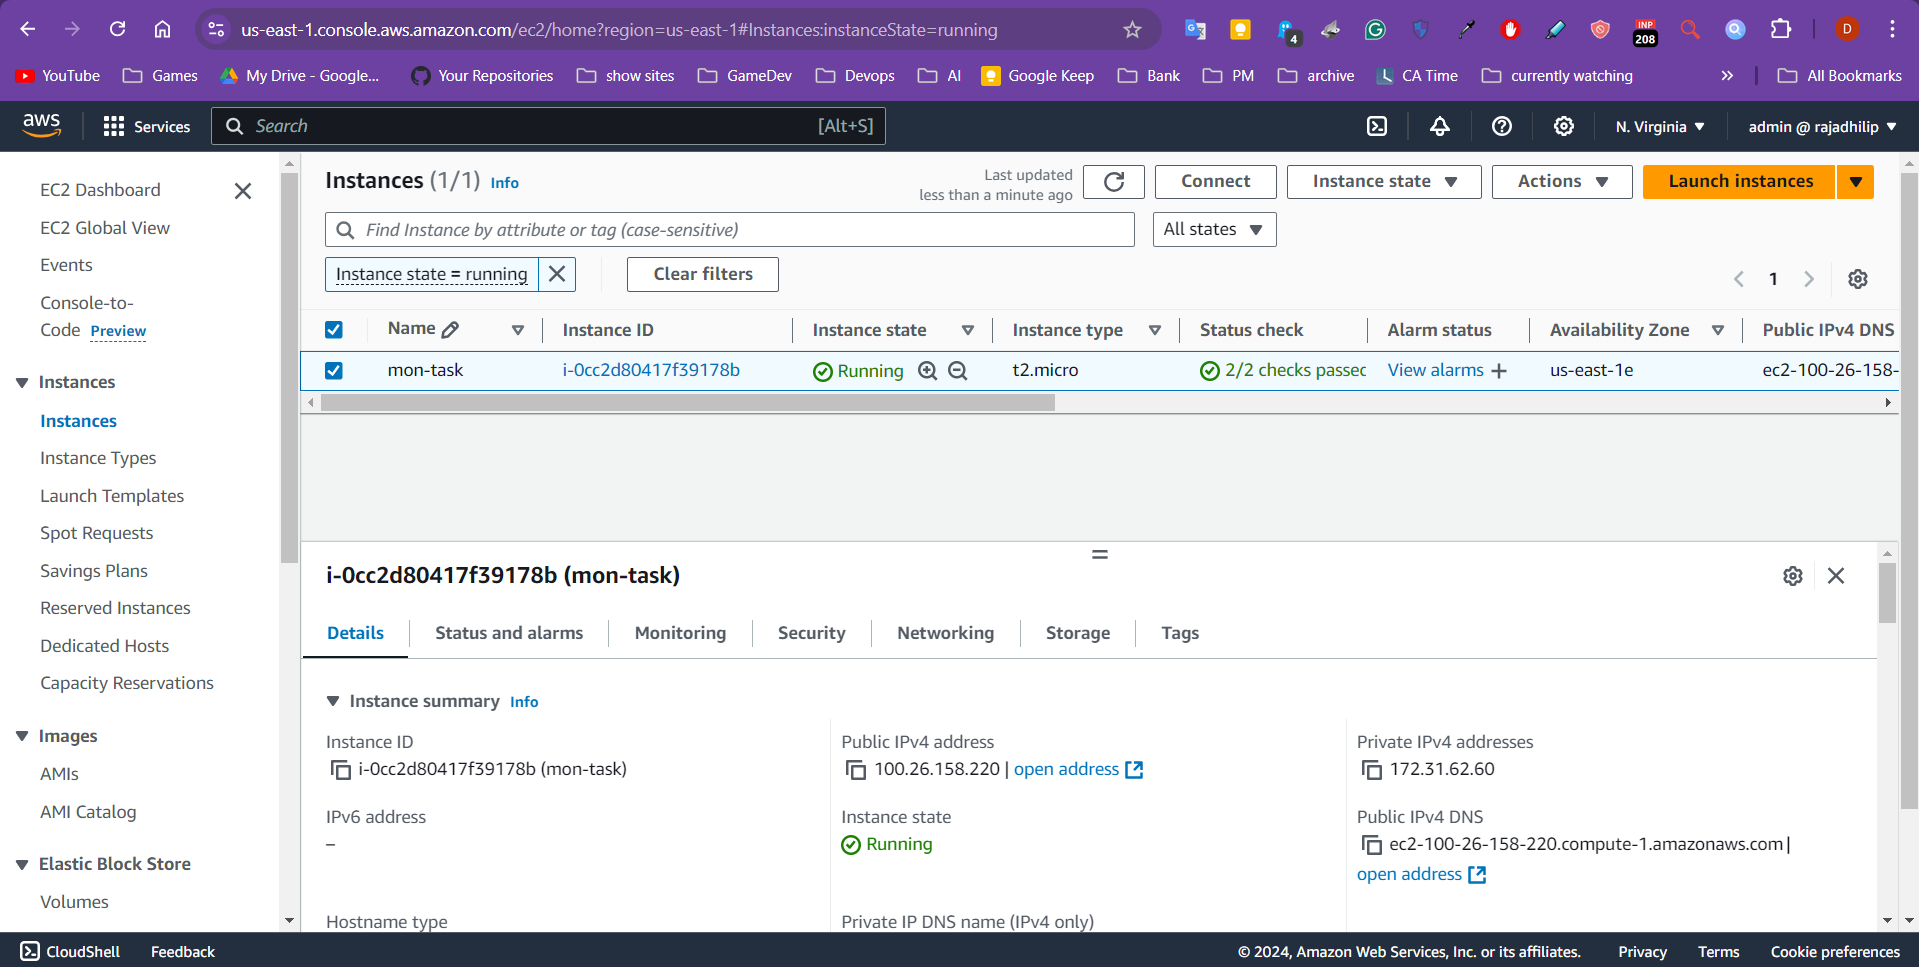 us-east-1.console.aws.amazon.com/ec2/home?region=us-east-1#Instances:instanceState=running
4
INP
208
D
YouTube
Games
My Drive - Google...
Your Repositories
show sites
GameDev
Devops
AI
Google Keep
Bank
PM
archive
CA Time
currently watching
»
All Bookmarks
aws
Services
Search
[Alt+S]
N. Virginia
admin @ rajadhilip
EC2 Dashboard
EC2 Global View
Events
Console-to-
Code Preview
Instances
Instances
Instance Types
Launch Templates
Spot Requests
Savings Plans
Reserved Instances
Dedicated Hosts
Capacity Reservations
Images
AMIs
AMI Catalog
Elastic Block Store
Volumes
Instances (1/1) Info
Last updated
less than a minute ago
Connect
Instance state
Actions
Launch instances
Find Instance by attribute or tag (case-sensitive)
All states
Instance state = running
Clear filters
1
Name
Instance ID
Instance state
Instance type
Status check
Alarm status
Availability Zone
Public IPv4 DNS
mon-task
i-0cc2d80417f39178b
Running
t2.micro
2/2 checks passec
View alarms
us-east-1e
ec2-100-26-158-
i-0cc2d80417f39178b (mon-task)
Details
Status and alarms
Monitoring
Security
Networking
Storage
Tags
Instance summary Info
Instance ID
i-0cc2d80417f39178b (mon-task)
Public IPv4 address
100.26.158.220 | open address
Private IPv4 addresses
172.31.62.60
IPv6 address
–
Instance state
Running
Public IPv4 DNS
ec2-100-26-158-220.compute-1.amazonaws.com |
open address
Hostname type
Private IP DNS name (IPv4 only)
CloudShell
Feedback
© 2024, Amazon Web Services, Inc. or its affiliates.
Privacy
Terms
Cookie preferences